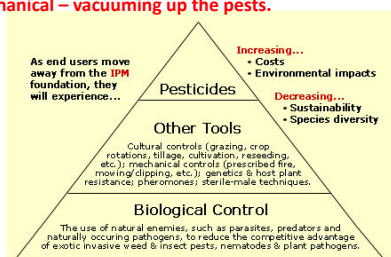 mechanical – vacuuming up the pests.
As end users move
away from the IPM
foundation, they
will experience...
Increasing...
• Costs
• Environmental impacts
Decreasing...
• Sustainability
• Species diversity
Pesticides
Other Tools
Cultural controls (grazing, crop
rotations, tillage, cultivation, reseeding,
etc.); mechanical controls (prescribed fire,
moving/clipping, etc.); genetics & host plant
resistance; pheromones; sterile-male techniques.
Biological Control
The use of natural enemies, such as parasites, predators and
naturally occuring pathogens, to reduce the competitive advantage
of exotic invasive weed & insect pests, nematodes & plant pathogens.